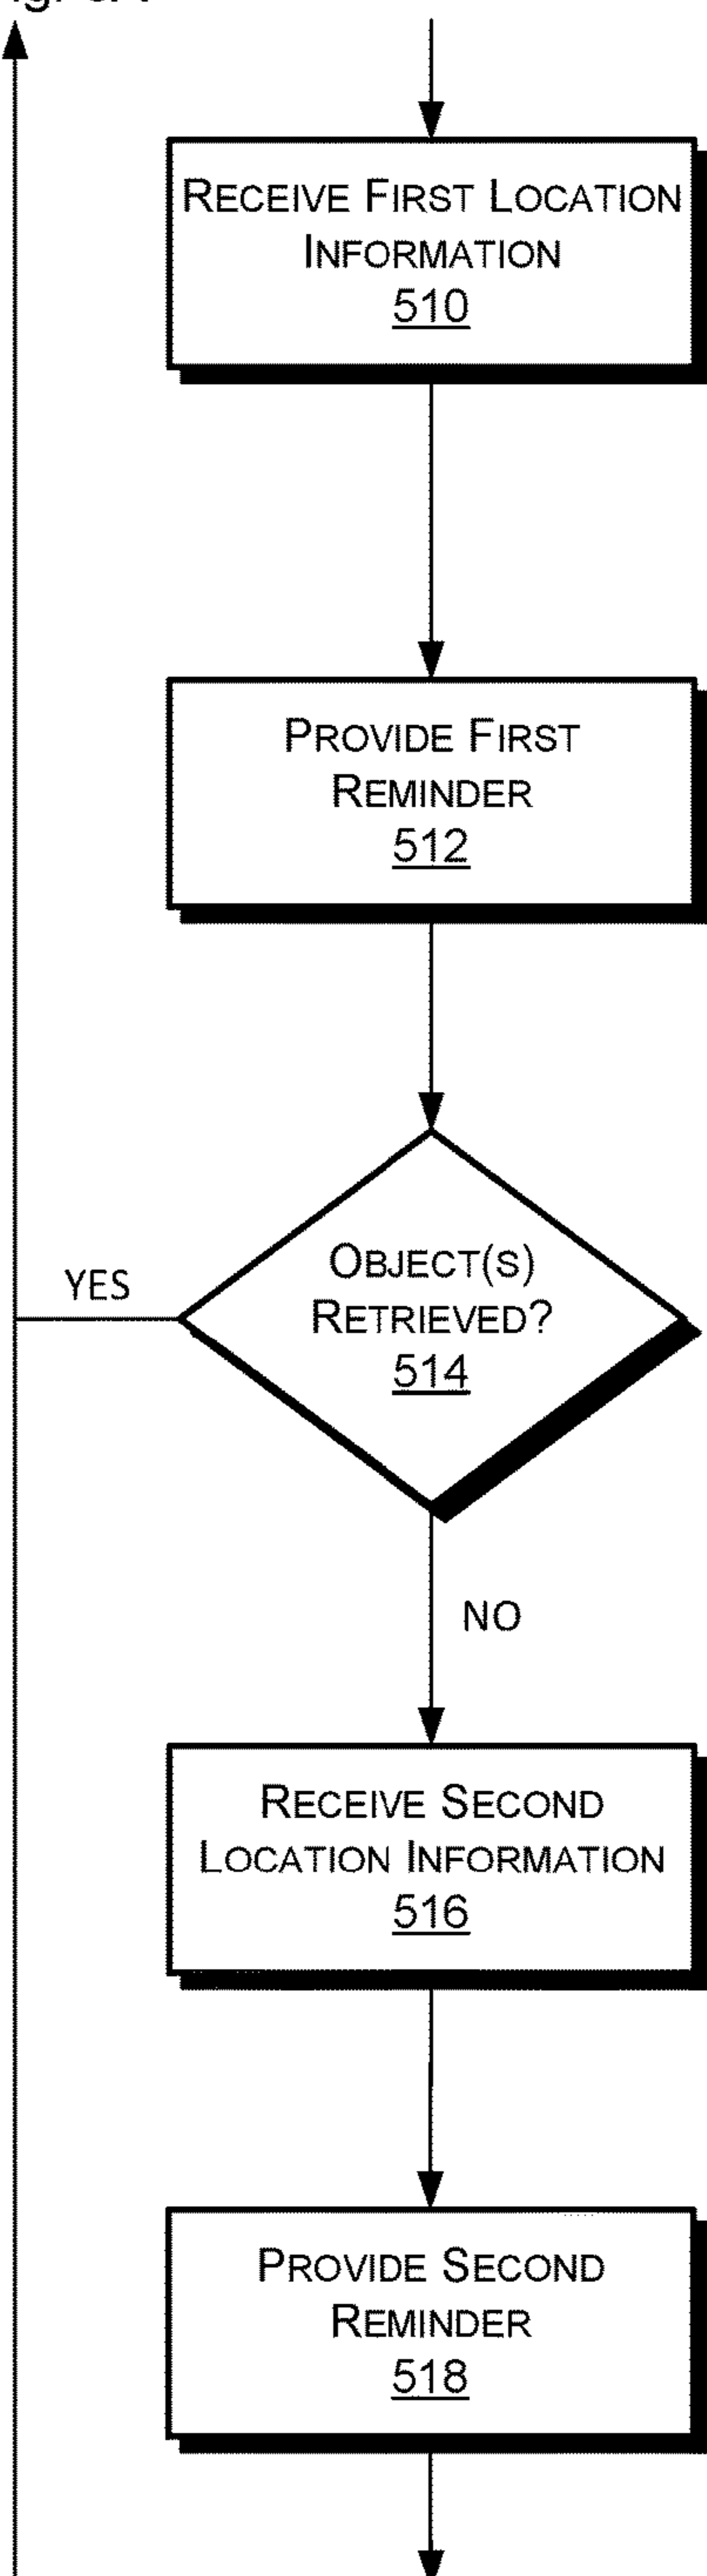 RECEIVE FIRST LOCATION
INFORMATION
510
PROVIDE FIRST
REMINDER
512
OBJECT(S)
RETRIEVED?
514
YES
NO
RECEIVE SECOND
LOCATION INFORMATION
516
PROVIDE SECOND
REMINDER
518